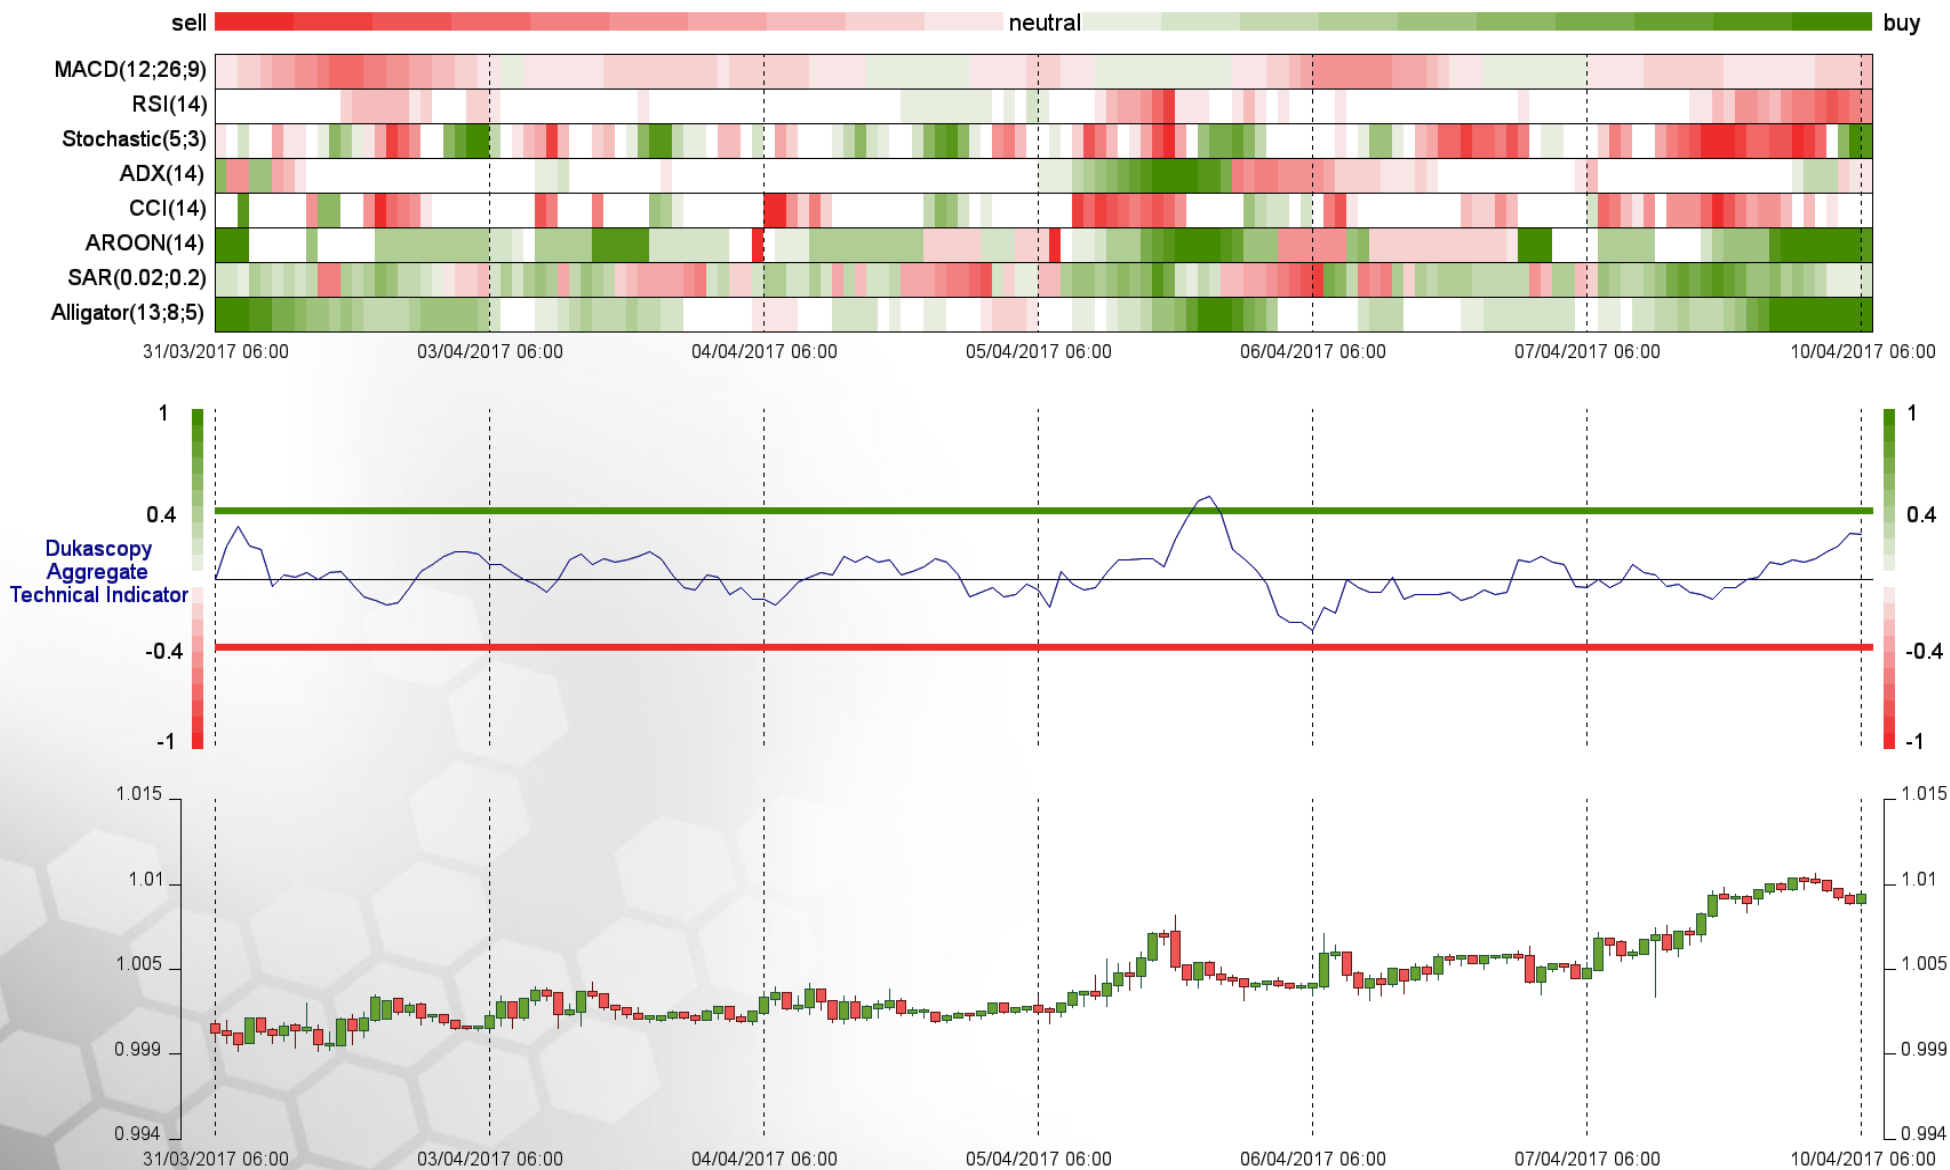 sell neutral buy
MACD(12;26;9)
RSI(14)
Stochastic(5;3)
ADX(14)
CCI(14)
AROON(14)
SAR(0.02;0.2)
Alligator(13;8;5)
31/03/2017 06:00 03/04/2017 06:00 04/04/2017 06:00 05/04/2017 06:00 06/04/2017 06:00 07/04/2017 06:00 10/04/2017 06:00
1 1
0.4 0.4
Dukascopy
Aggregate
Technical Indicator
-0.4 -0.4
-1 -1
1.015 1.015
1.01 1.01
1.005 1.005
0.999 0.999
0.994 0.994
31/03/2017 06:00 03/04/2017 06:00 04/04/2017 06:00 05/04/2017 06:00 06/04/2017 06:00 07/04/2017 06:00 10/04/2017 06:00